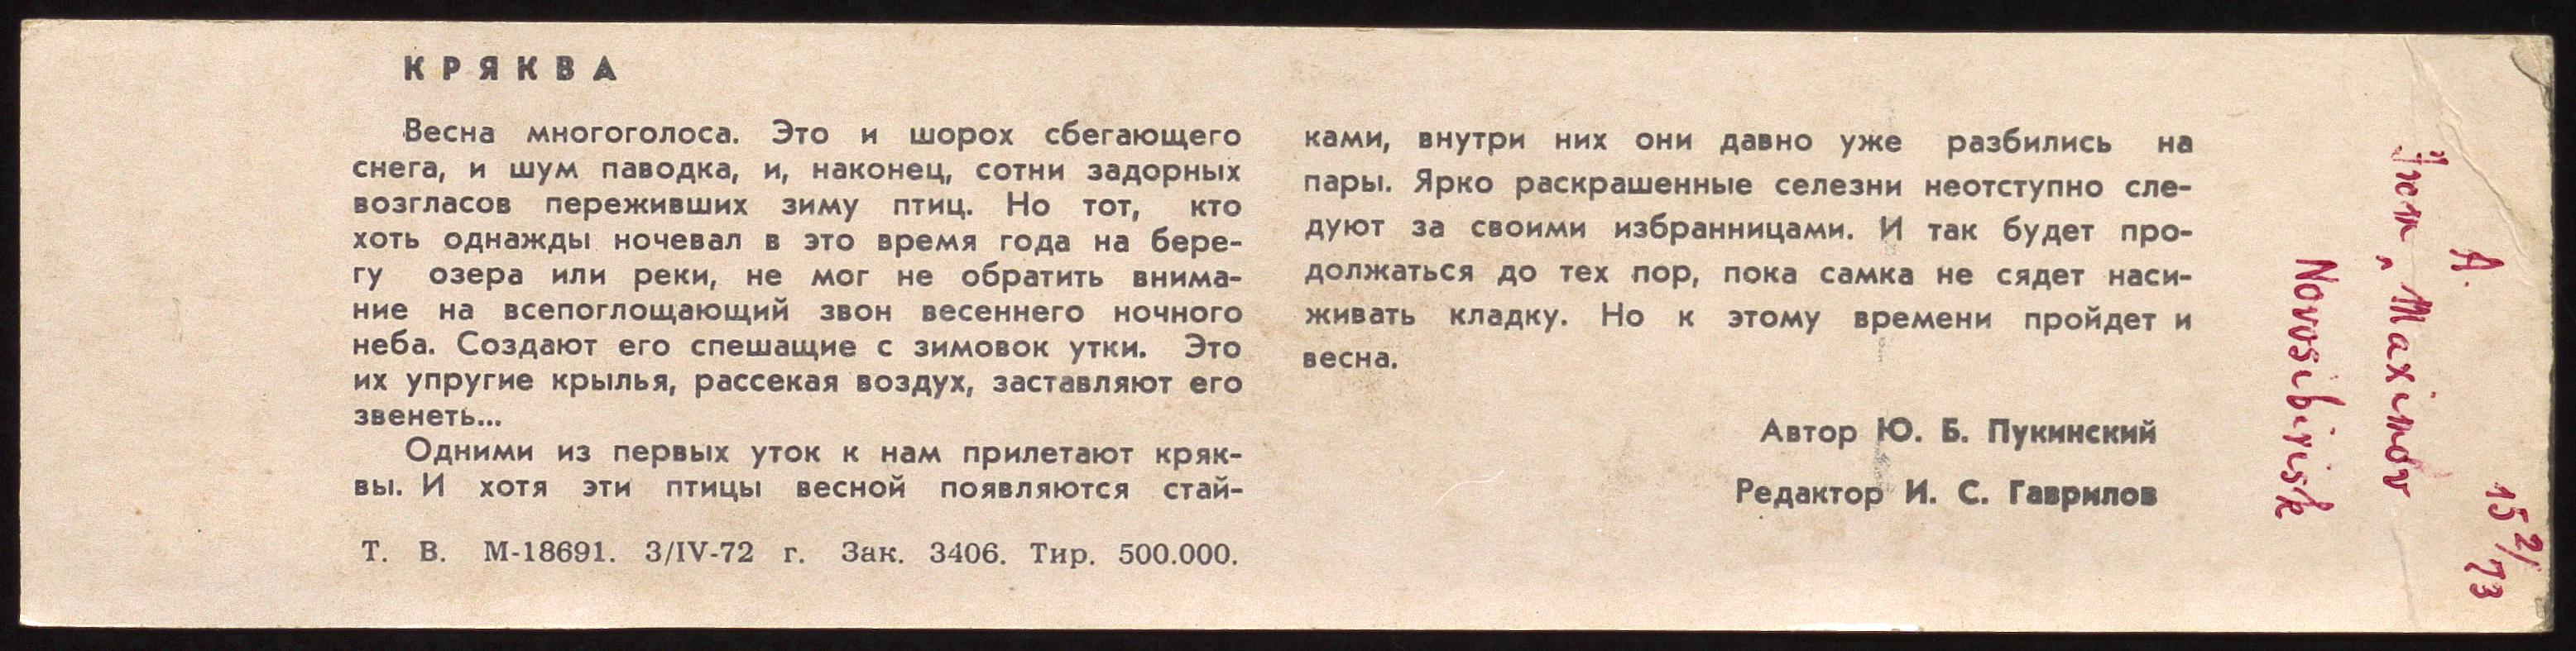 КРЯКВА
Весна многоголоса. Это и шорох сбегающего
снега, и шум паводка, и, наконец, сотни задорных
возгласов переживших зиму птиц. Но тот, кто
хоть однажды ночевал в это время года на бере-
гу озера или реки, не мог не обратить внима-
ние на всепоглощающий звон весеннего ночного
неба. Создают его спешащие с зимовок утки. Это
их упругие крылья, рассекая воздух, заставляют его
звенеть...
Одними из первых уток к нам прилетают кряк-
вы. И хотя эти птицы весной появляются стай-
Т. В. М-18691. 3/IV-72 г. Зак. 3406. Тир. 500.000.
ками, внутри них они давно уже разбились на
пары. Ярко раскрашенные селезни неотступно сле-
дуют за своими избранницами. И так будет про-
должаться до тех пор, пока самка не сядет наси-
живать кладку. Но к этому времени пройдет и
весна.
Автор Ю. Б. Пукинский
Редактор И. С. Гаврилов
A.
Maximov
Novosibirsk
15 2/73